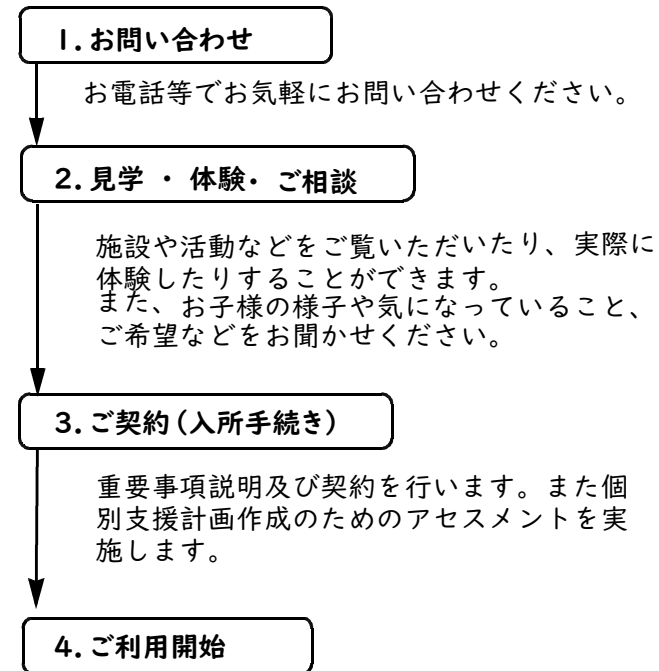 1.お問い合わせ
お電話等でお気軽にお問い合わせください。
2.見学 ・ 体験・ ご相談
施設や活動などをご覧いただいたり、実際に
体験したりすることができます。
また、お子様の様子や気になっていること、
ご希望などをお聞かせください。
3.ご契約(入所手続き)
重要事項説明及び契約を行います。また個
別支援計画作成のためのアセスメントを実
施します。
4.ご利用開始